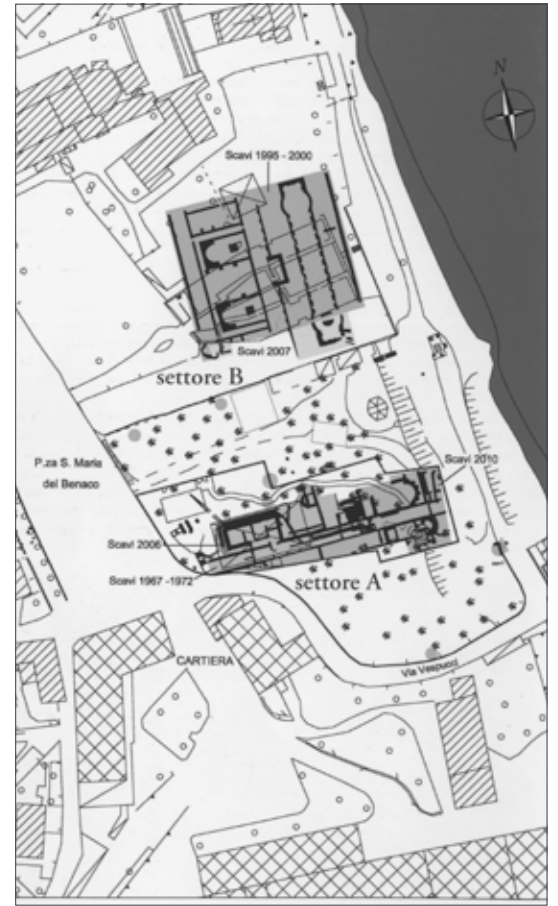 N
Scavi 1995 - 2000
Scavi 2007
settore B
P.za S. Maria
del Benaco
Scavi 2010
Scavi 2006
Scavi 1967 -1972
settore A
CARTIERA
Via Vespucci